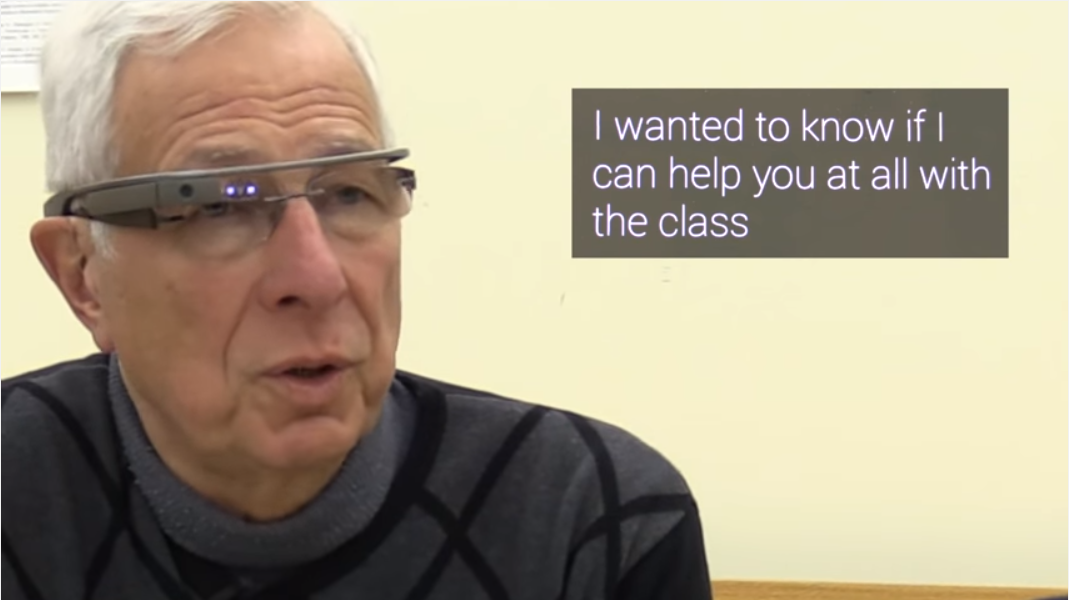 I wanted to know if I
can help you at all with
the class